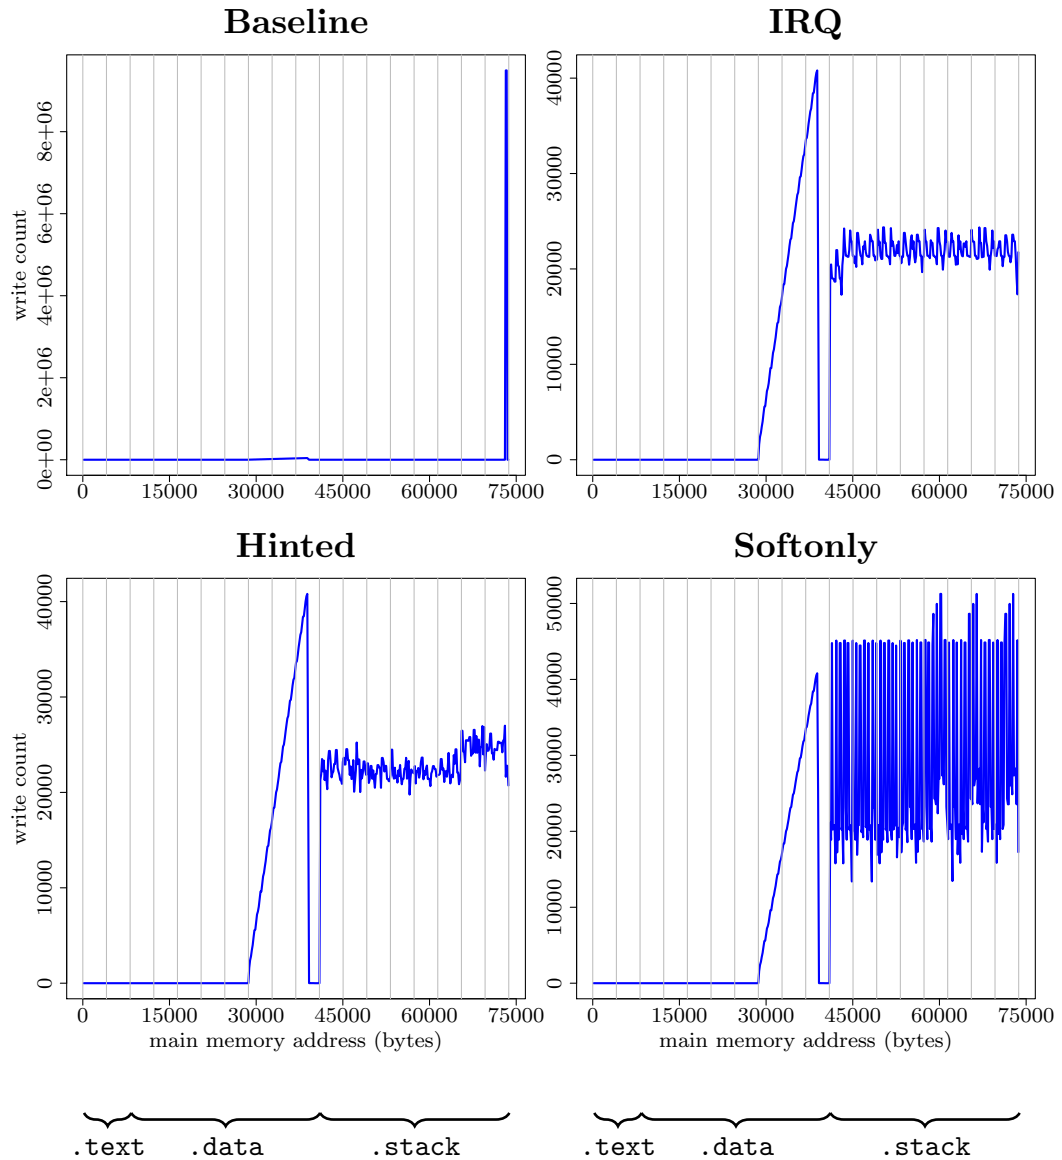 Baseline
IRQ
write count
0e+00 2e+06 4e+06 6e+06 8e+06
0 15000 30000 45000 60000 75000
0 10000 20000 30000 40000
0 15000 30000 45000 60000 75000
Hinted
Softonly
write count
0 10000 20000 30000 40000
0 15000 30000 45000 60000 75000
main memory address (bytes)
0 10000 20000 30000 40000 50000
0 15000 30000 45000 60000 75000
main memory address (bytes)
.text .data .stack
.text .data .stack